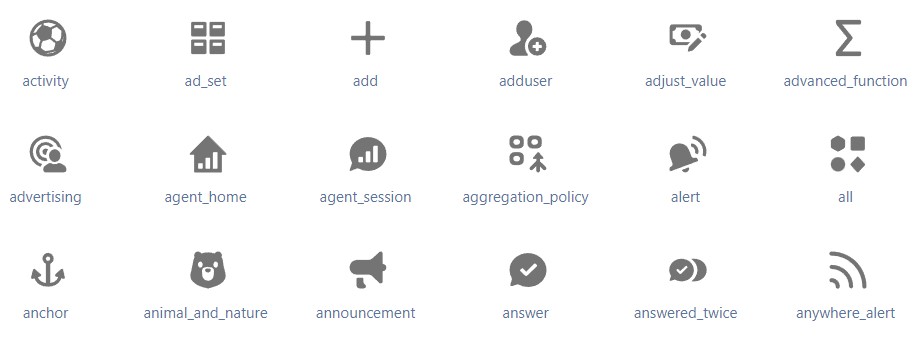 activity ad_set add adduser adjust_value advanced_function
advertising agent_home agent_session aggregation_policy alert all
anchor animal_and_nature announcement answer answered_twice anywhere_alert